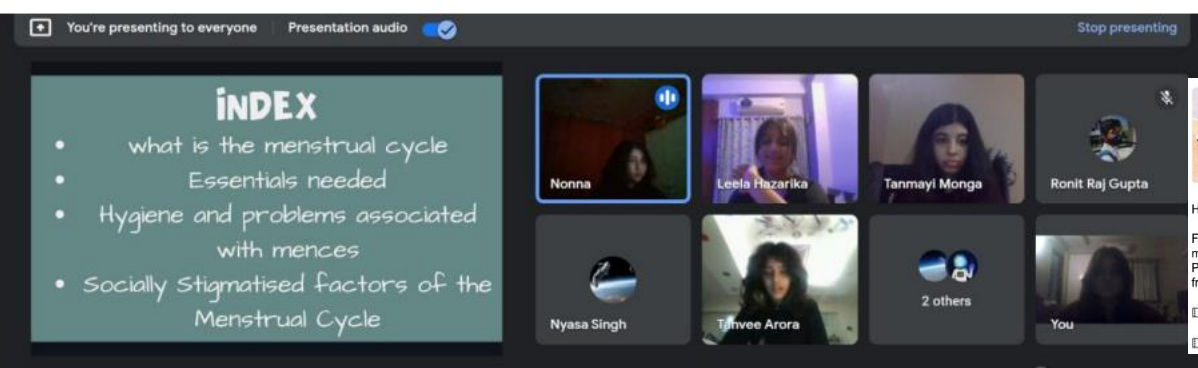 You're presenting to everyone
Presentation audio
Stop presenting
INDEX
what is the menstrual cycle
Essentials needed
Hygiene and problems associated
with mences
Socially Stigmatised factors of the
Menstrual Cycle
Nonna
Leela Hazarika
Tanmayi Monga
Ronit Raj Gupta
Nyasa Singh
Tanvee Arora
2 others
You